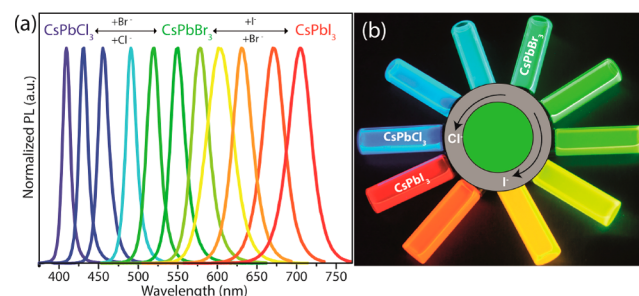 (a)
CsPbCl3 +Br- CsPbBr3 +I- CsPbI3
+Cl- +Br-
Normalized PL (a.u.)
400 450 500 550 600 650 700 750
Wavelength (nm)
(b)
CsPbBr3
CsPbCl3
Cl-
CsPbI3
I-